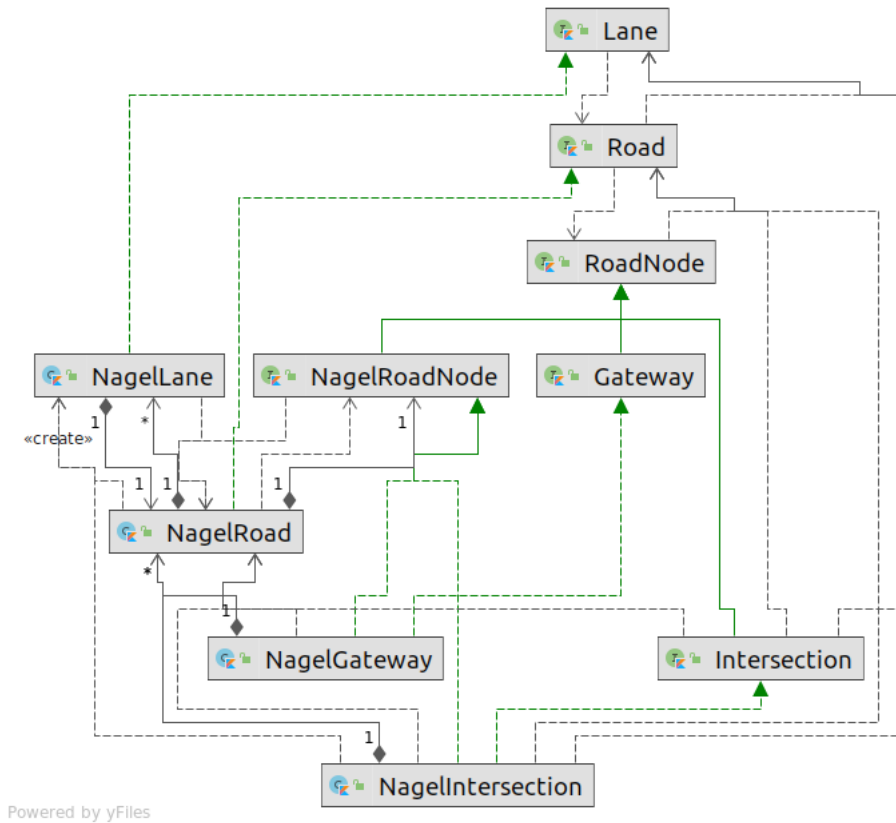 Lane
Road
RoadNode
NagelLane
NagelRoadNode
Gateway
1
*
1
«create»
1
1
1
NagelRoad
*
1
NagelGateway
Intersection
1
NagelIntersection
Powered by yFiles